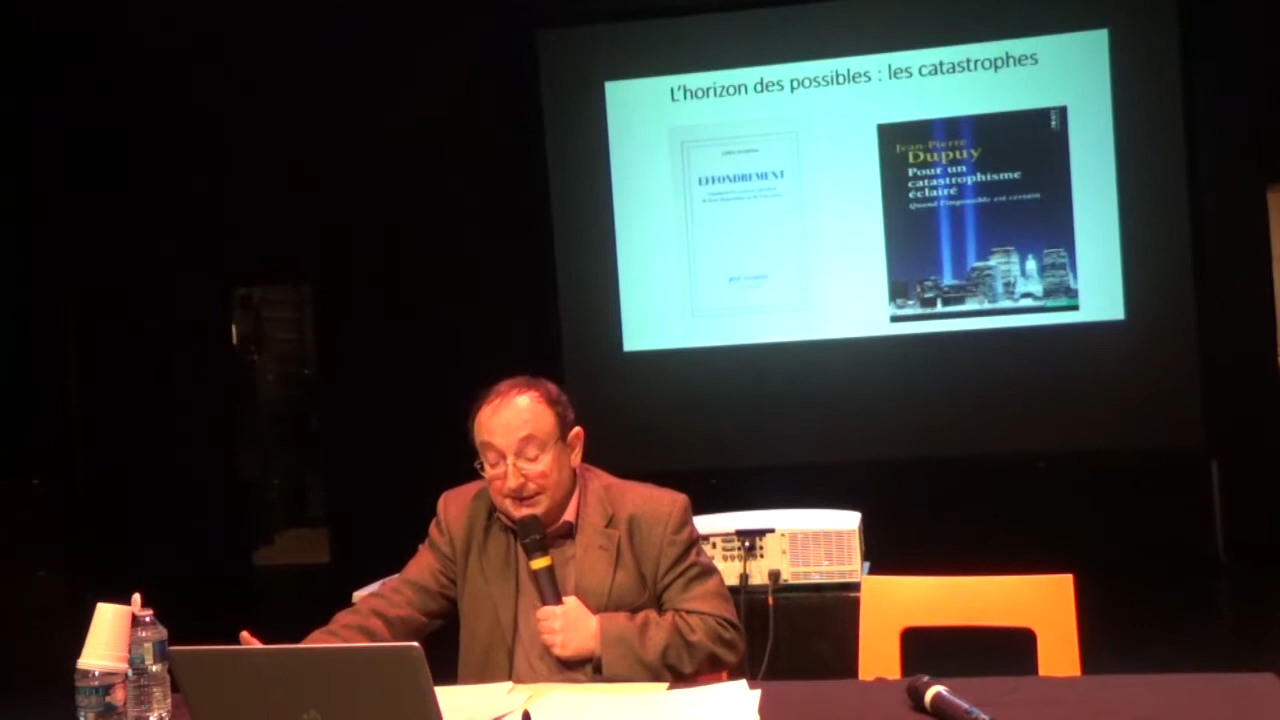 L'horizon des possibles : les catastrophes
EFFONDREMENT
Jean-Pierre
Dupuy
Pour un
catastrophisme
éclairé
Quand l'impossible est certain